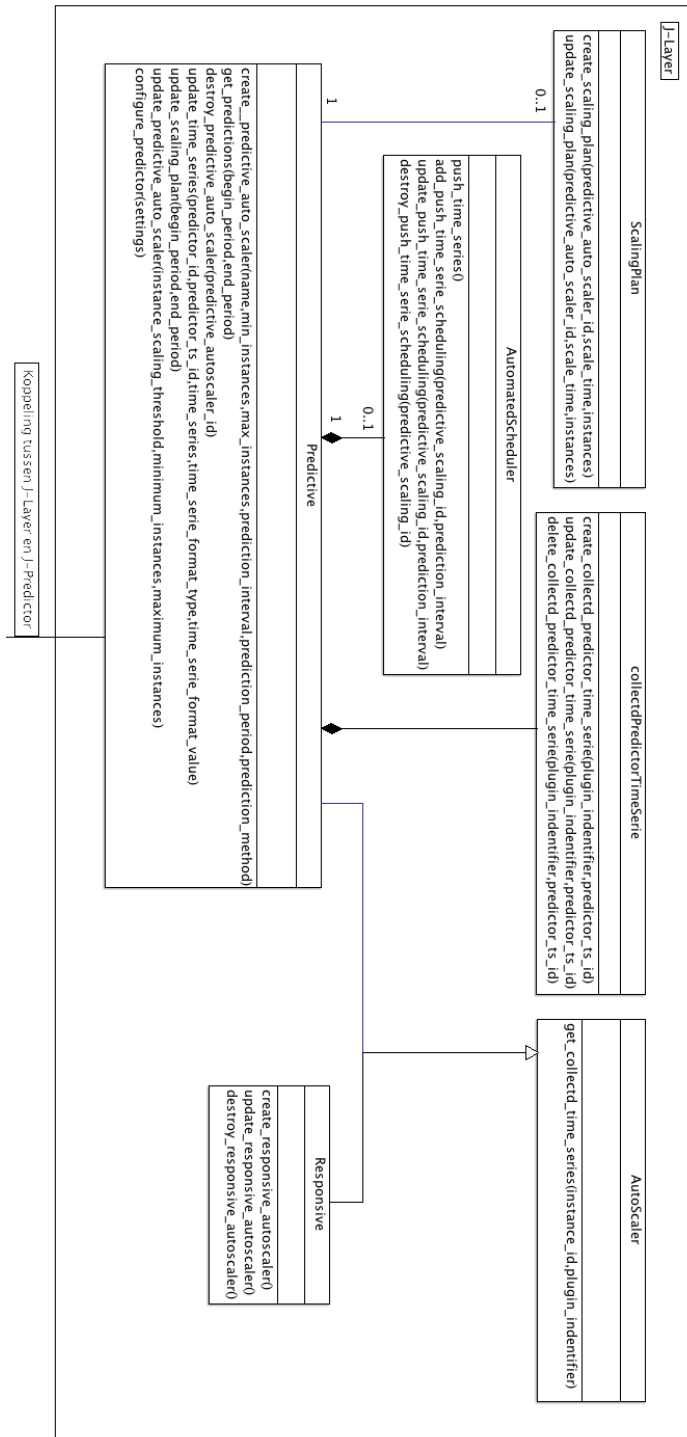 J-Layer
ScalingPlan
create_scaling_plan(predictive_auto_scaler_id,scale_time,instances)
update_scaling_plan(predictive_auto_scaler_id,scale_time,instances)
collectdPredictorTimeSerie
create_collectd_predictor_time_serie(plugin_indentifier,predictor_ts_id)
update_collectd_predictor_time_serie(plugin_indentifier,predictor_ts_id)
delete_collectd_predictor_time_serie(plugin_indentifier,predictor_ts_id)
AutoScaler
get_collectd_time_series(instance_id,plugin_indentifier)
0..1
1
AutomatedScheduler
push_time_series()
add_push_time_serie_scheduling(predictive_scaling_id,prediction_interval)
update_push_time_serie_scheduling(predictive_scaling_id,prediction_interval)
destroy_push_time_serie_scheduling(predictive_scaling_id)
0..1
1
Predictive
create__predictive_auto_scaler(name,min_instances,max_instances,prediction_interval,prediction_period,prediction_method)
get_predictions(begin_period,end_period)
destroy_predictive_auto_scaler(predictive_autoscaler_id)
update_time_series(predictor_id,predictor_ts_id,time_series,time_serie_format_type,time_serie_format_value)
update_scaling_plan(begin_period,end_period)
update_predictive_auto_scaler(instance_scaling_threshold,minimum_instances,maximum_instances)
configure_predictor(settings)
Responsive
create_responsive_autoscaler()
update_responsive_autoscaler()
destroy_responsive_autoscaler()
Koppeling tussen J-Layer en J-Predictor